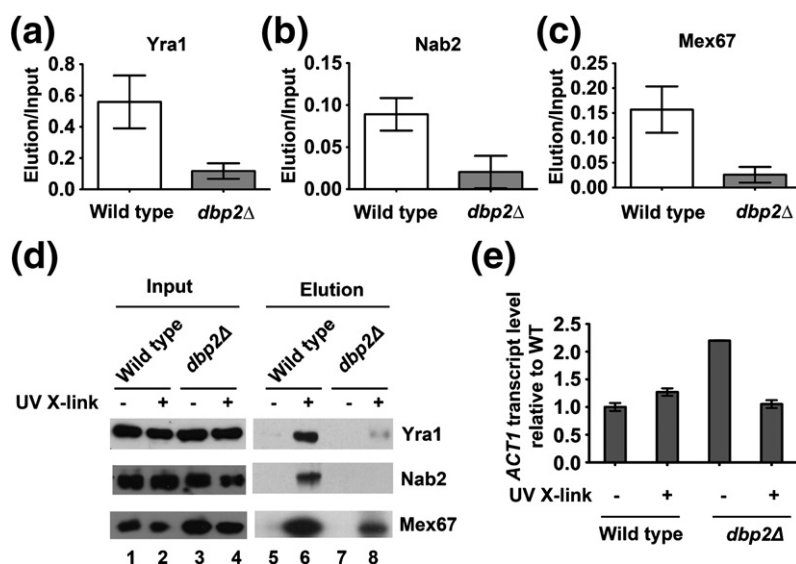 (a)
Yra1
Elution/Input
0.8
0.6
0.4
0.2
0.0
Wild type
dbp2Δ
(b)
Nab2
Elution/Input
0.15
0.10
0.05
0.00
Wild type
dbp2Δ
(c)
Mex67
Elution/Input
0.25
0.20
0.15
0.10
0.05
0.00
Wild type
dbp2Δ
(d)
Input
Elution
Wild type
dbp2Δ
Wild type
dbp2Δ
UV X-link - + - + - + - +
Yra1
Nab2
Mex67
1 2 3 4 5 6 7 8
(e)
ACT1 transcript level
relative to WT
2.5
2.0
1.5
1.0
0.5
0.0
UV X-link - + - +
Wild type
dbp2Δ